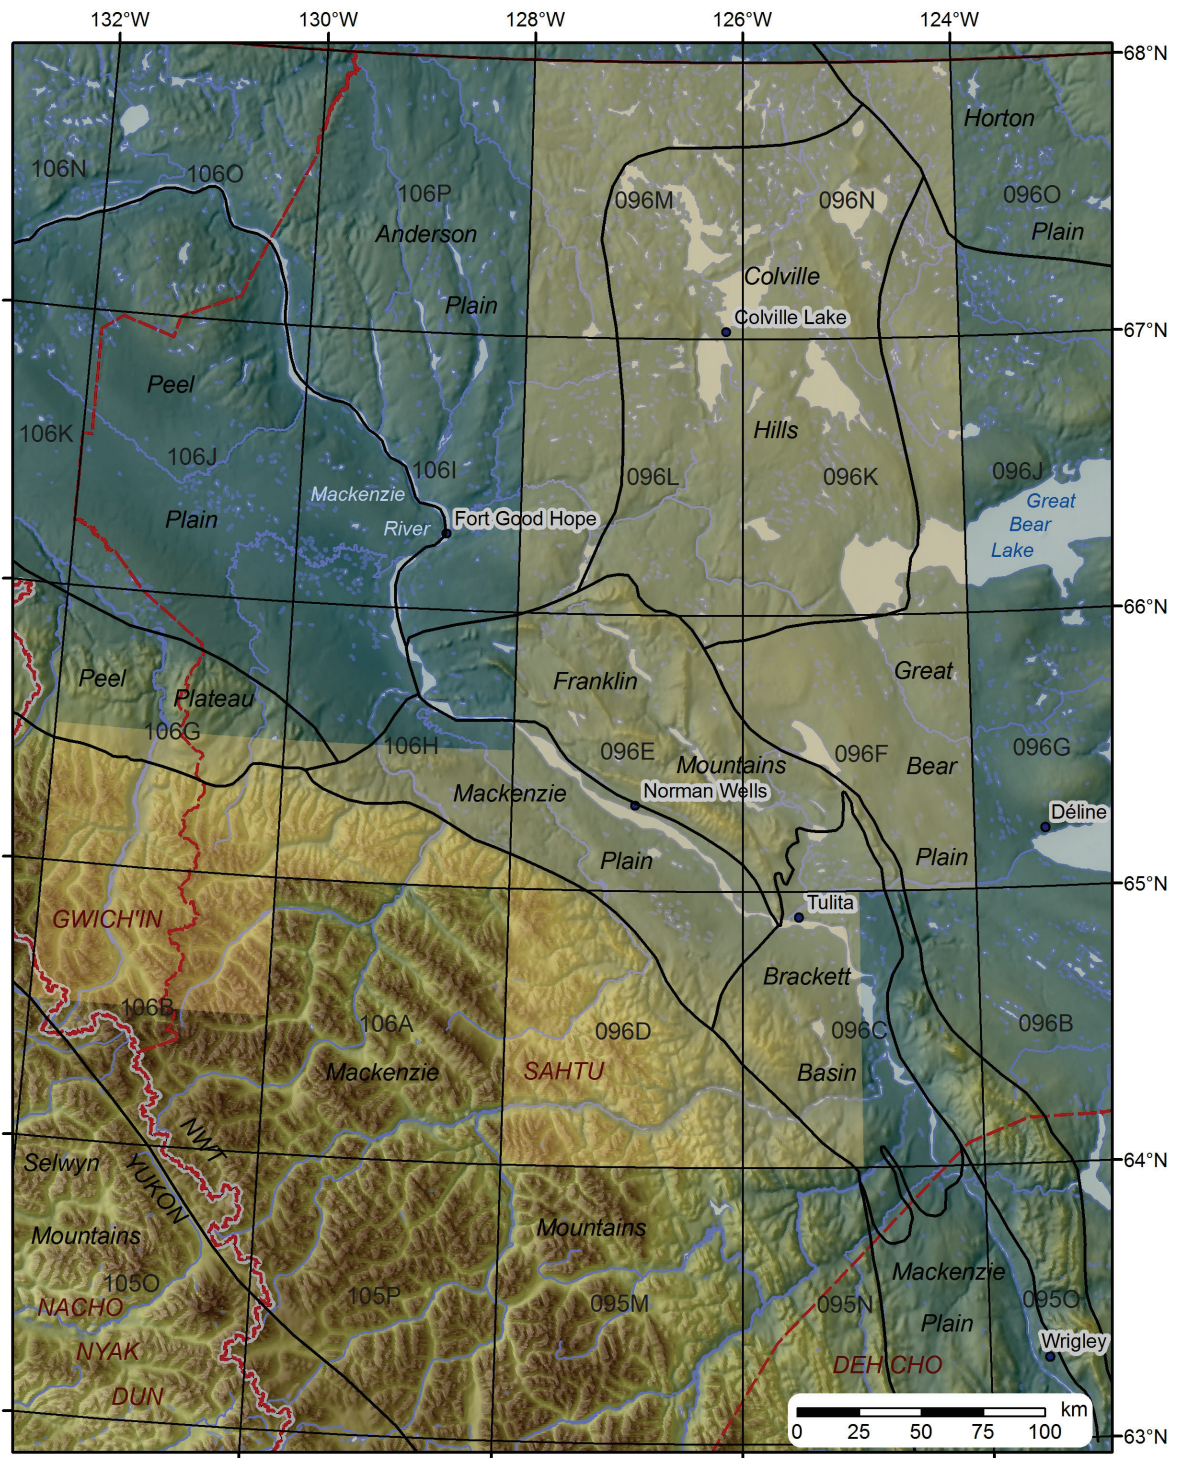 132°W 130°W 128°W 126°W 124°W
68°N
Horton
106N 106O
106P 096M 096N 096O
Anderson Plain
Colville
Plain Colville Lake
67°N
Peel
106K Hills
106J 106I 096L 096K 096J
Mackenzie Great
Plain River Fort Good Hope Bear
Lake
66°N
Peel Franklin Great
Plateau
106G 106H 096E 096F 096G
Mountains Bear
Mackenzie Norman Wells
Déline
Plain Plain
65°N
GWICH'IN Tulita
Brackett
106B 106A 096D 096C 096B
Mackenzie SAHTU Basin
NWT
Selwyn YUKON 64°N
Mountains Mountains
105O Mackenzie
NACHO 105P 095M 095N 095O
NYAK Plain
Wrigley
DUN DEH CHO
km
0 25 50 75 100
63°N